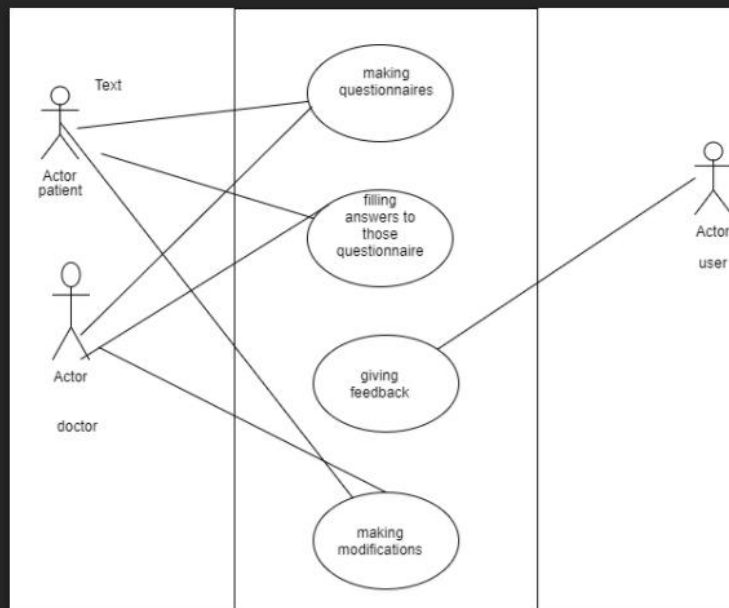 Text
Actor
patient
Actor
doctor
making
questionnaires
filling
answers to
those
questionnaire
giving
feedback
making
modifications
Actor
user